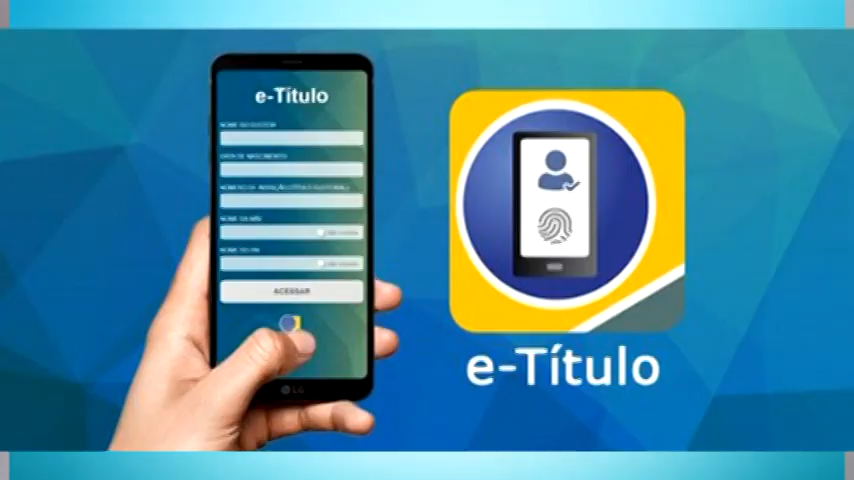 e-Título
NOME DO ELEITOR
DATA DE NASCIMENTO
NOME DA MÃE
NOME DO PAI
ACESSAR
LG
e-Título